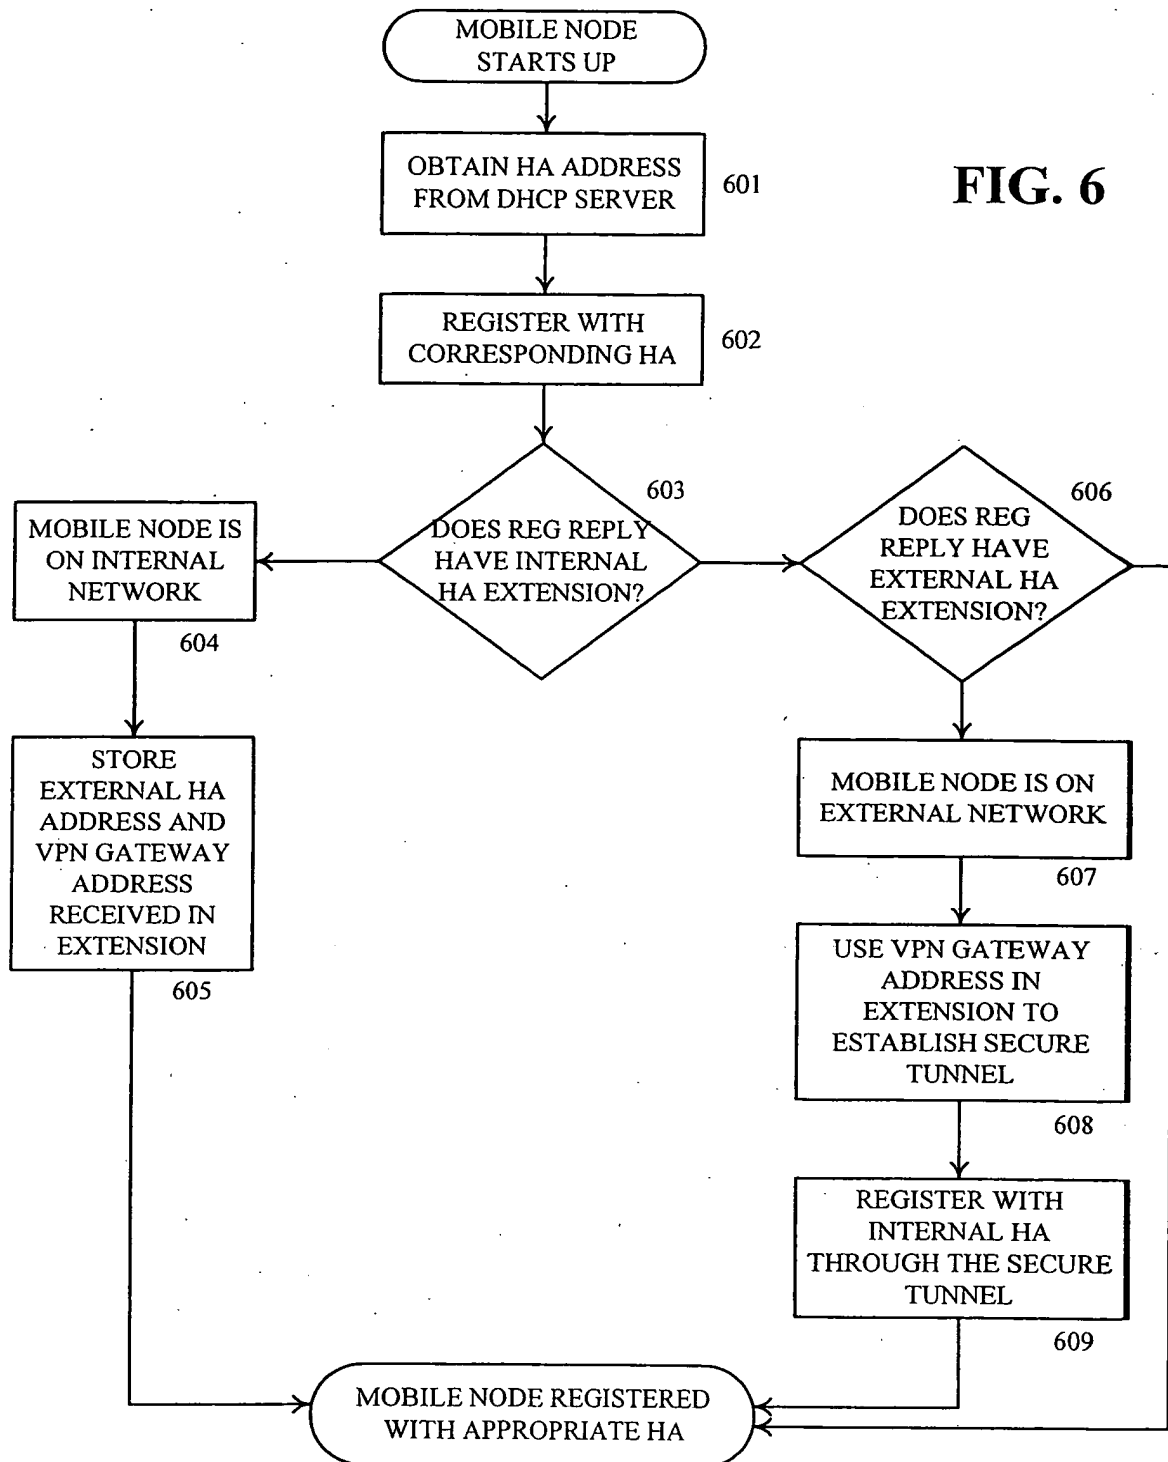 MOBILE NODE
STARTS UP
OBTAIN HA ADDRESS
FROM DHCP SERVER
601
FIG. 6
REGISTER WITH
CORRESPONDING HA
602
DOES REG REPLY
HAVE INTERNAL
HA EXTENSION?
603
MOBILE NODE IS
ON INTERNAL
NETWORK
604
STORE
EXTERNAL HA
ADDRESS AND
VPN GATEWAY
ADDRESS
RECEIVED IN
EXTENSION
605
DOES REG
REPLY HAVE
EXTERNAL HA
EXTENSION?
606
MOBILE NODE IS ON
EXTERNAL NETWORK
607
USE VPN GATEWAY
ADDRESS IN
EXTENSION TO
ESTABLISH SECURE
TUNNEL
608
REGISTER WITH
INTERNAL HA
THROUGH THE SECURE
TUNNEL
609
MOBILE NODE REGISTERED
WITH APPROPRIATE HA